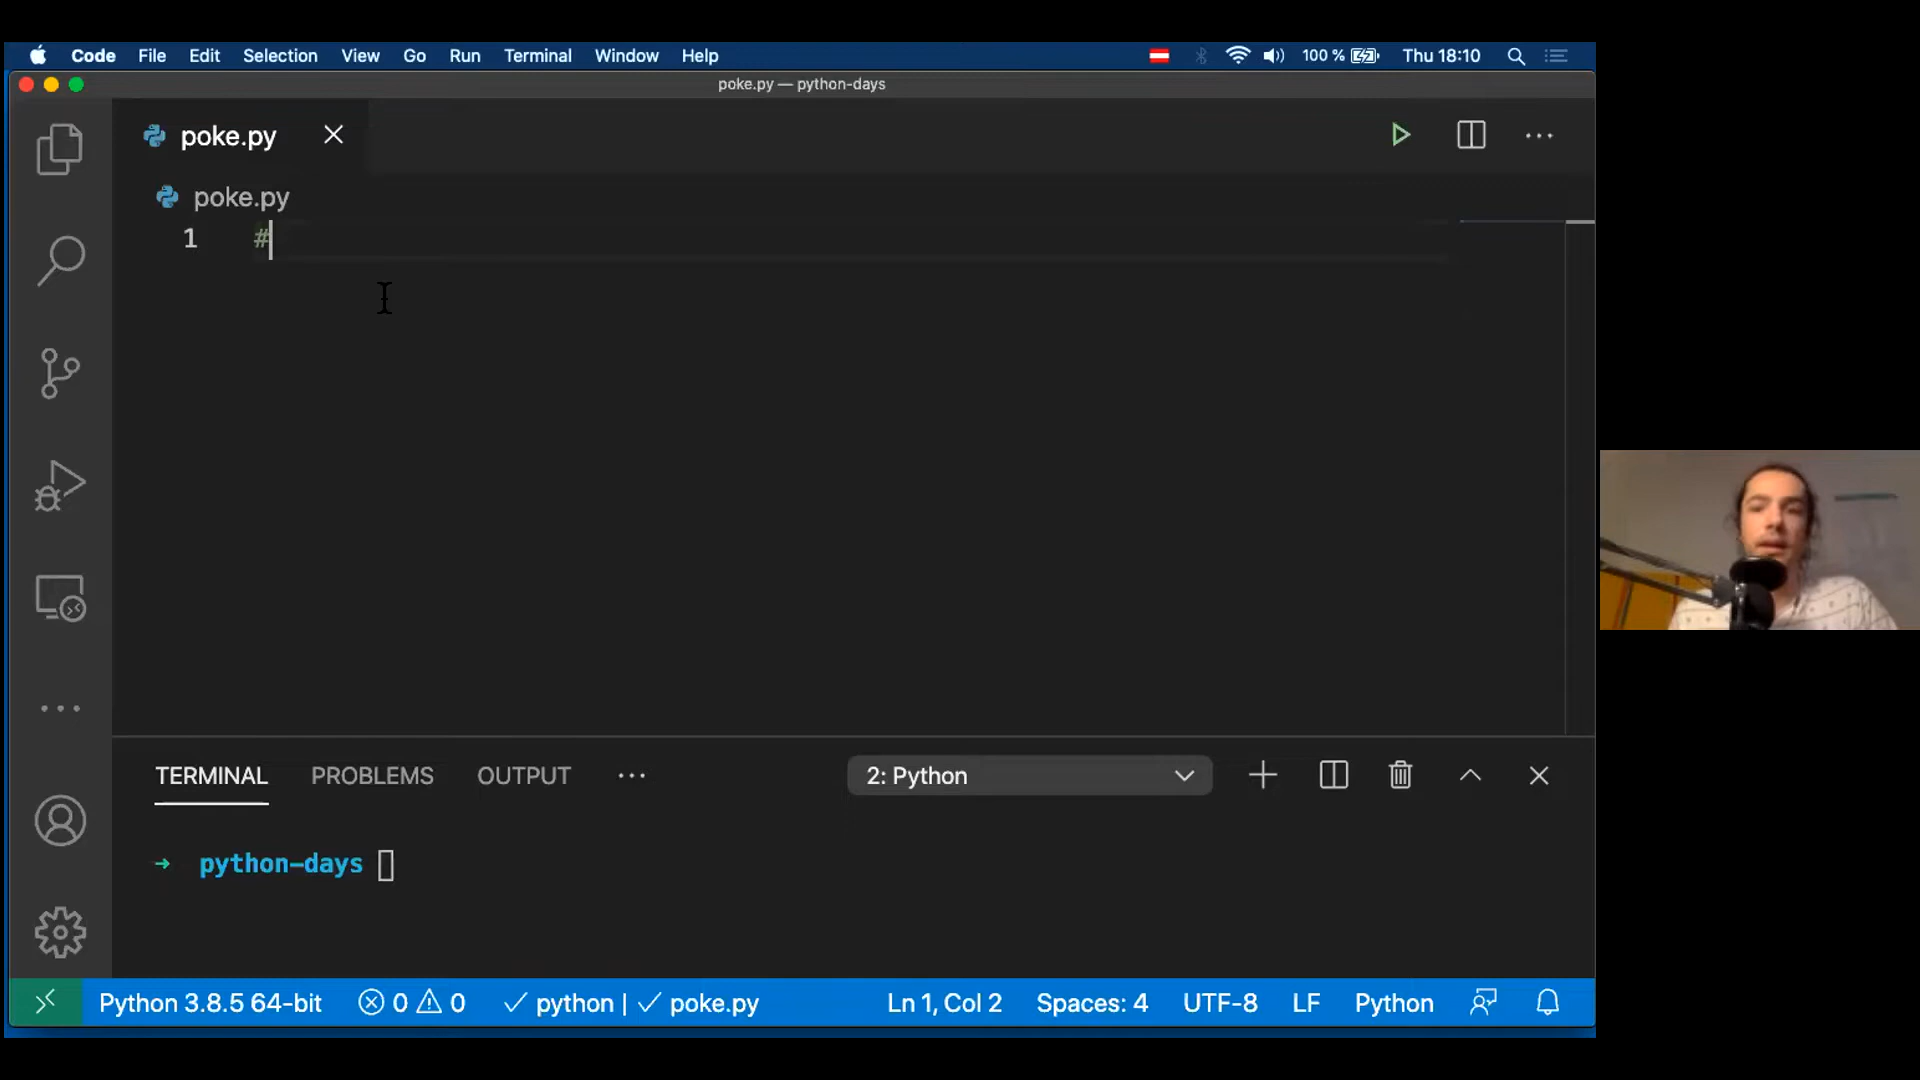 Code File Edit Selection View Go Run Terminal Window Help 100 % Thu 18:10
poke.py — python-days
poke.py
poke.py
1 #
TERMINAL PROBLEMS OUTPUT ··· 2: Python
→ python-days
Python 3.8.5 64-bit 0 0 ✓ python | ✓ poke.py Ln 1, Col 2 Spaces: 4 UTF-8 LF Python